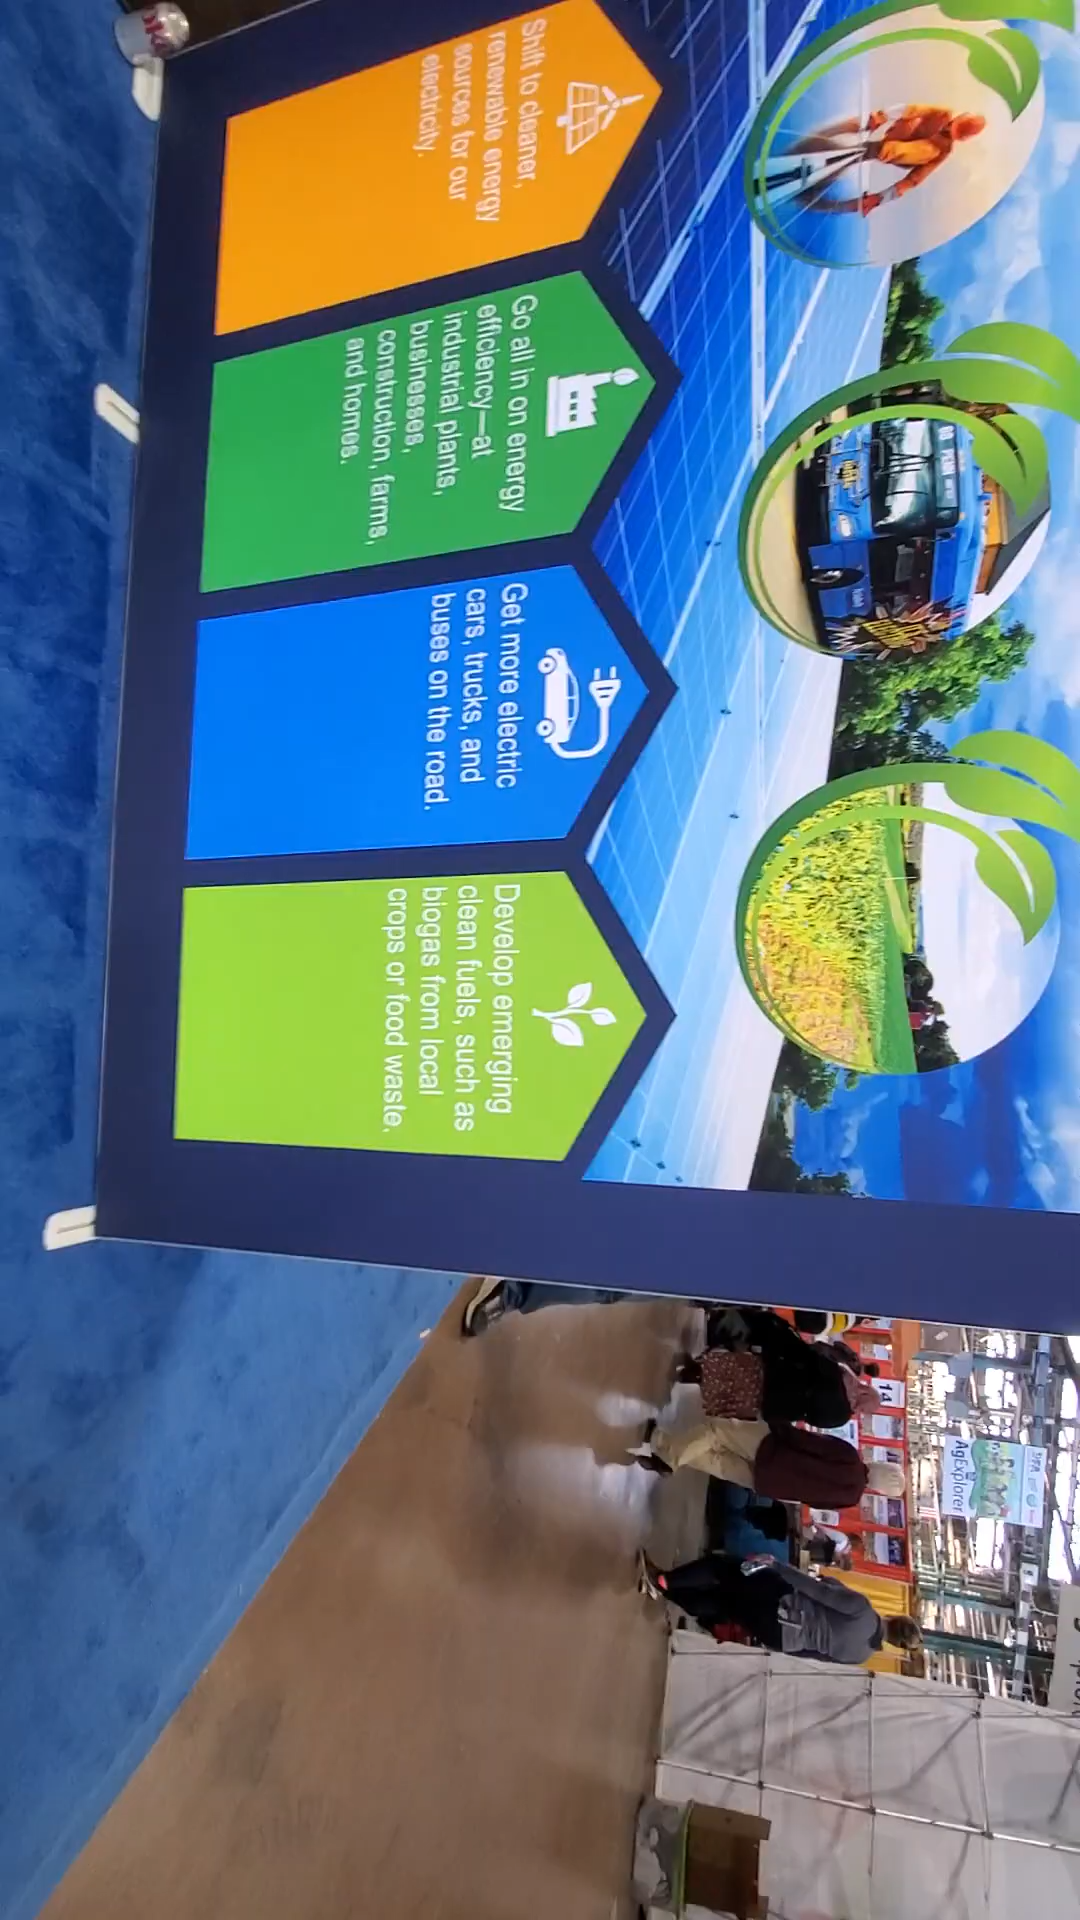 Shift to cleaner,
renewable energy
sources for our
electricity.
Go all in on energy
efficiency—at
industrial plants,
businesses,
construction, farms,
and homes.
Get more electric
cars, trucks, and
buses on the road.
Develop emerging
clean fuels, such as
biogas from local
crops or food waste.
14
AgExplorer